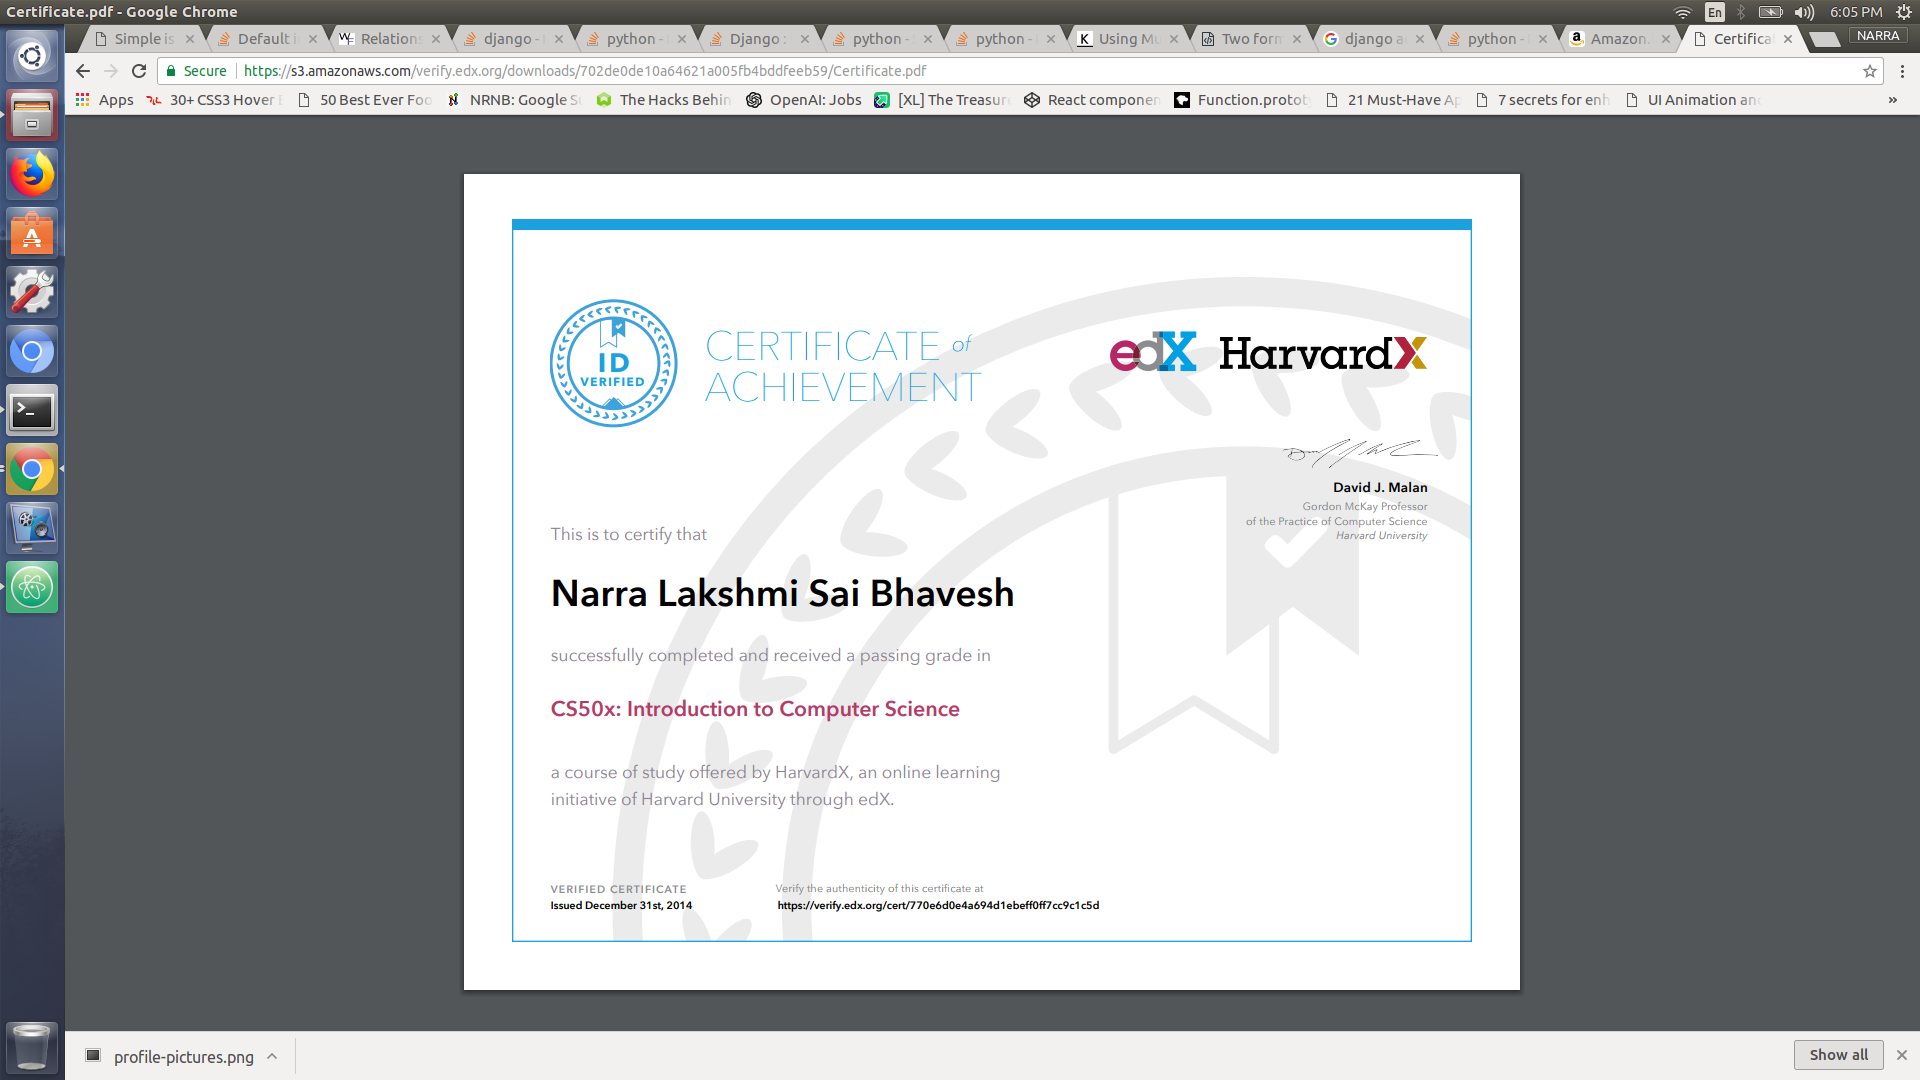 Certificate.pdf - Google Chrome
En
6:05 PM
Simple is
Default i
Relations
django -
python -
Django :
python -
python -
Using Mu
Two form
django a
python -
Amazon.
Certifica
NARRA
Secure
https://s3.amazonaws.com/verify.edx.org/downloads/702de0de10a64621a005fb4bddfeeb59/Certificate.pdf
Apps
30+ CSS3 Hover
50 Best Ever Foo
NRNB: Google Su
The Hacks Behin
OpenAI: Jobs
[XL] The Treasur
React componen
Function.protot
21 Must-Have Ap
7 secrets for enh
UI Animation an
»
ID
VERIFIED
CERTIFICATE of
ACHIEVEMENT
edX
HarvardX
David J. Malan
Gordon McKay Professor
of the Practice of Computer Science
Harvard University
This is to certify that
Narra Lakshmi Sai Bhavesh
successfully completed and received a passing grade in
CS50x: Introduction to Computer Science
a course of study offered by HarvardX, an online learning
initiative of Harvard University through edX.
VERIFIED CERTIFICATE
Issued December 31st, 2014
Verify the authenticity of this certificate at
https://verify.edx.org/cert/770e6d0e4a694d1ebeff0ff7cc9c1c5d
profile-pictures.png
Show all